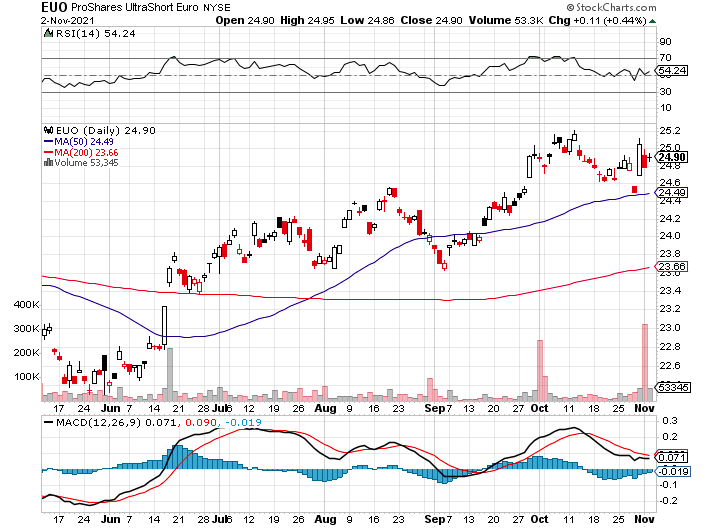 EUO ProShares UltraShort Euro NYSE © StockCharts.com
2-Nov-2021 Open 24.90 High 24.95 Low 24.86 Close 24.90 Volume 53.3K Chg +0.11 (+0.44%)
RSI(14) 54.24
90
70
54.24
30
10
EUO (Daily) 24.90
MA(50) 24.49
MA(200) 23.66
Volume 53,345
25.2
25.0
24.90
24.8
24.6
24.49
24.4
24.2
24.0
23.8
23.66
23.6
23.4
23.2
23.0
22.8
22.6
22.4
400K
300K
200K
100K
53345
17 24 Jun 7 14 21 28 Jul 6 12 19 26 Aug 9 16 23 Sep 7 13 20 27 Oct 11 18 25 Nov
MACD(12,26,9) 0.071, 0.090, -0.019
0.3
0.2
0.071
-0.019
-0.1
-0.2
17 24 Jun 7 14 21 28 Jul 6 12 19 26 Aug 9 16 23 Sep 7 13 20 27 Oct 11 18 25 Nov